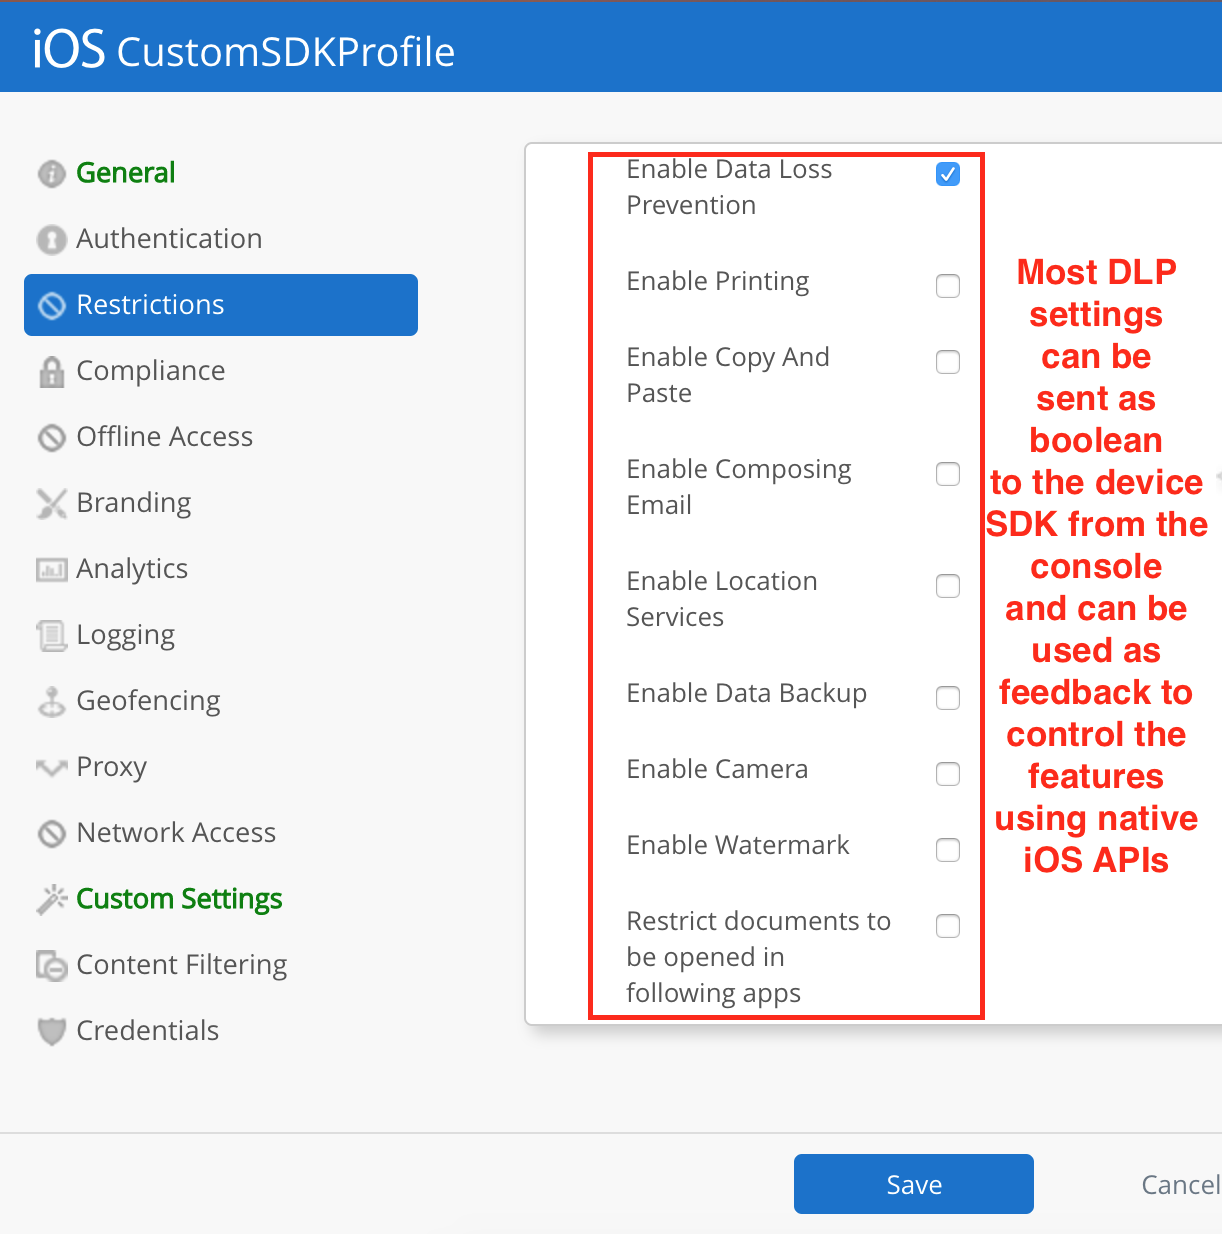 iOS CustomSDKProfile
General
Authentication
Restrictions
Compliance
Offline Access
Branding
Analytics
Logging
Geofencing
Proxy
Network Access
Custom Settings
Content Filtering
Credentials
Enable Data Loss
Prevention
Enable Printing
Enable Copy And
Paste
Enable Composing
Email
Enable Location
Services
Enable Data Backup
Enable Camera
Enable Watermark
Restrict documents to
be opened in
following apps
Most DLP
settings
can be
sent as
boolean
to the device
SDK from the
console
and can be
used as
feedback to
control the
features
using native
iOS APIs
Save
Cancel